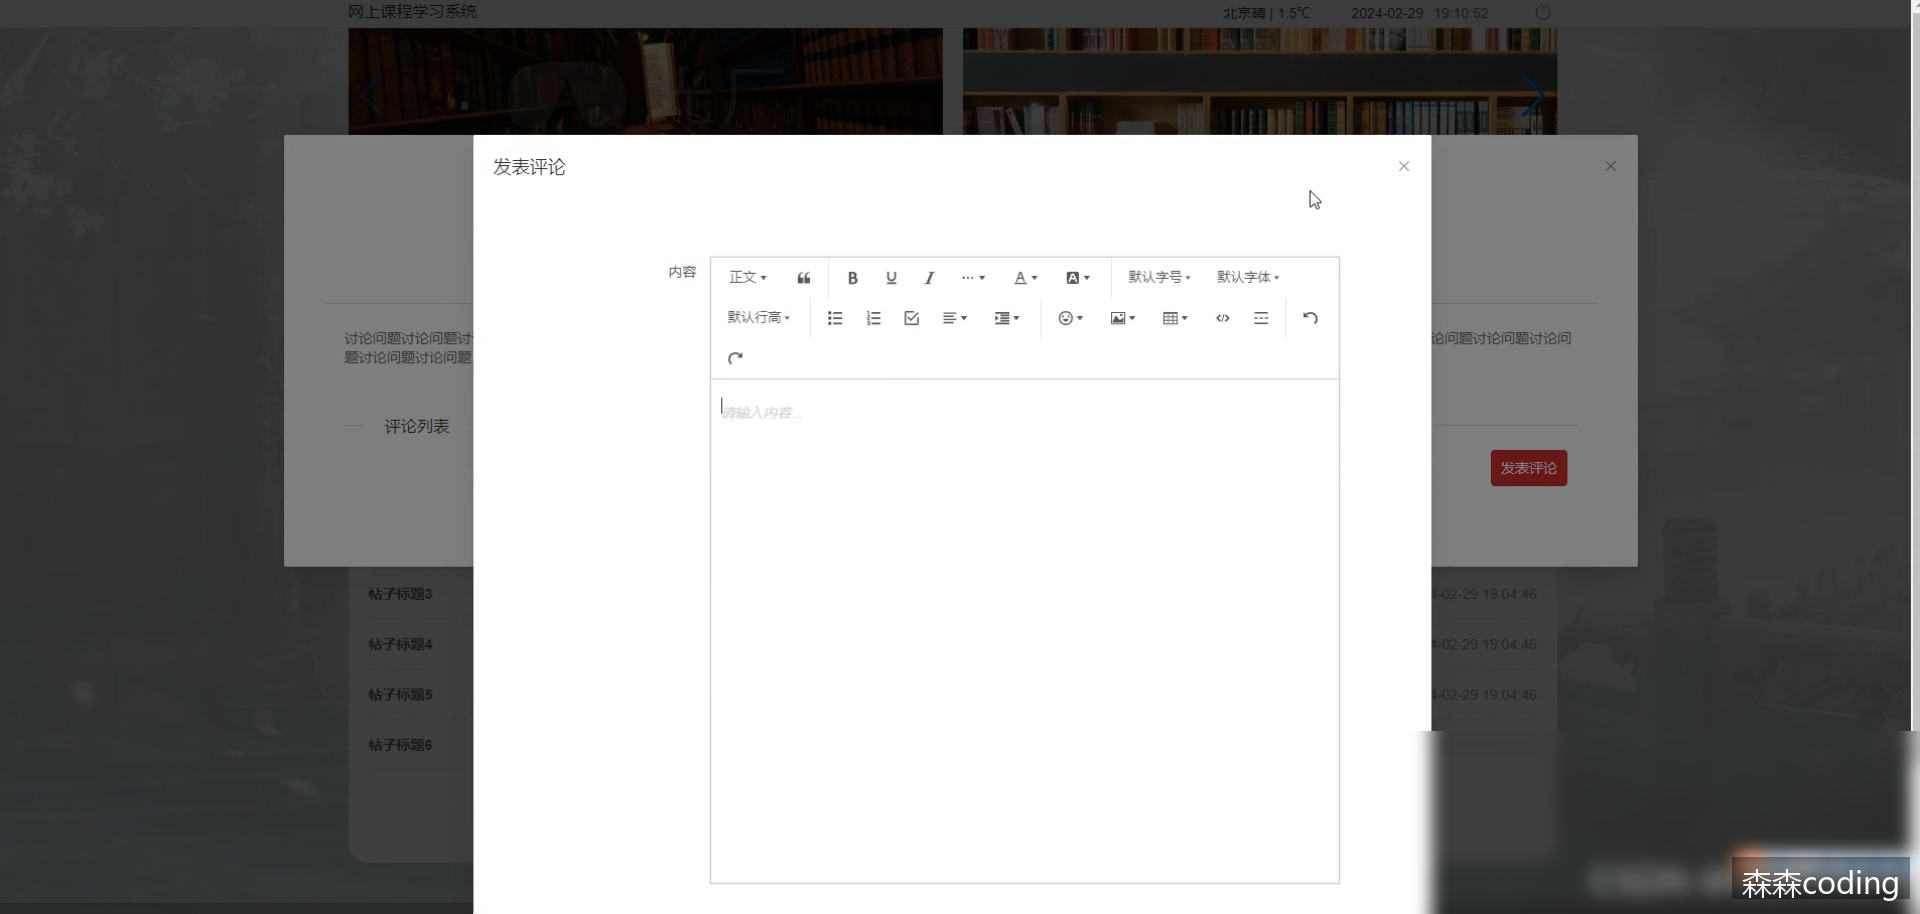 网上课程学习系统
北京晴 | 1.5℃ 2024-02-29 19:10:52
发表评论
内容
正文 默认字号 默认字体
默认行高
请输入内容...
讨论问题讨论问题讨
论问题讨论问题讨论问
题讨论问题讨论问题
评论列表
发表评论
帖子标题3
4-02-29 19:04:46
帖子标题4
4-02-29 19:04:46
帖子标题5
4-02-29 19:04:46
帖子标题6
森森coding